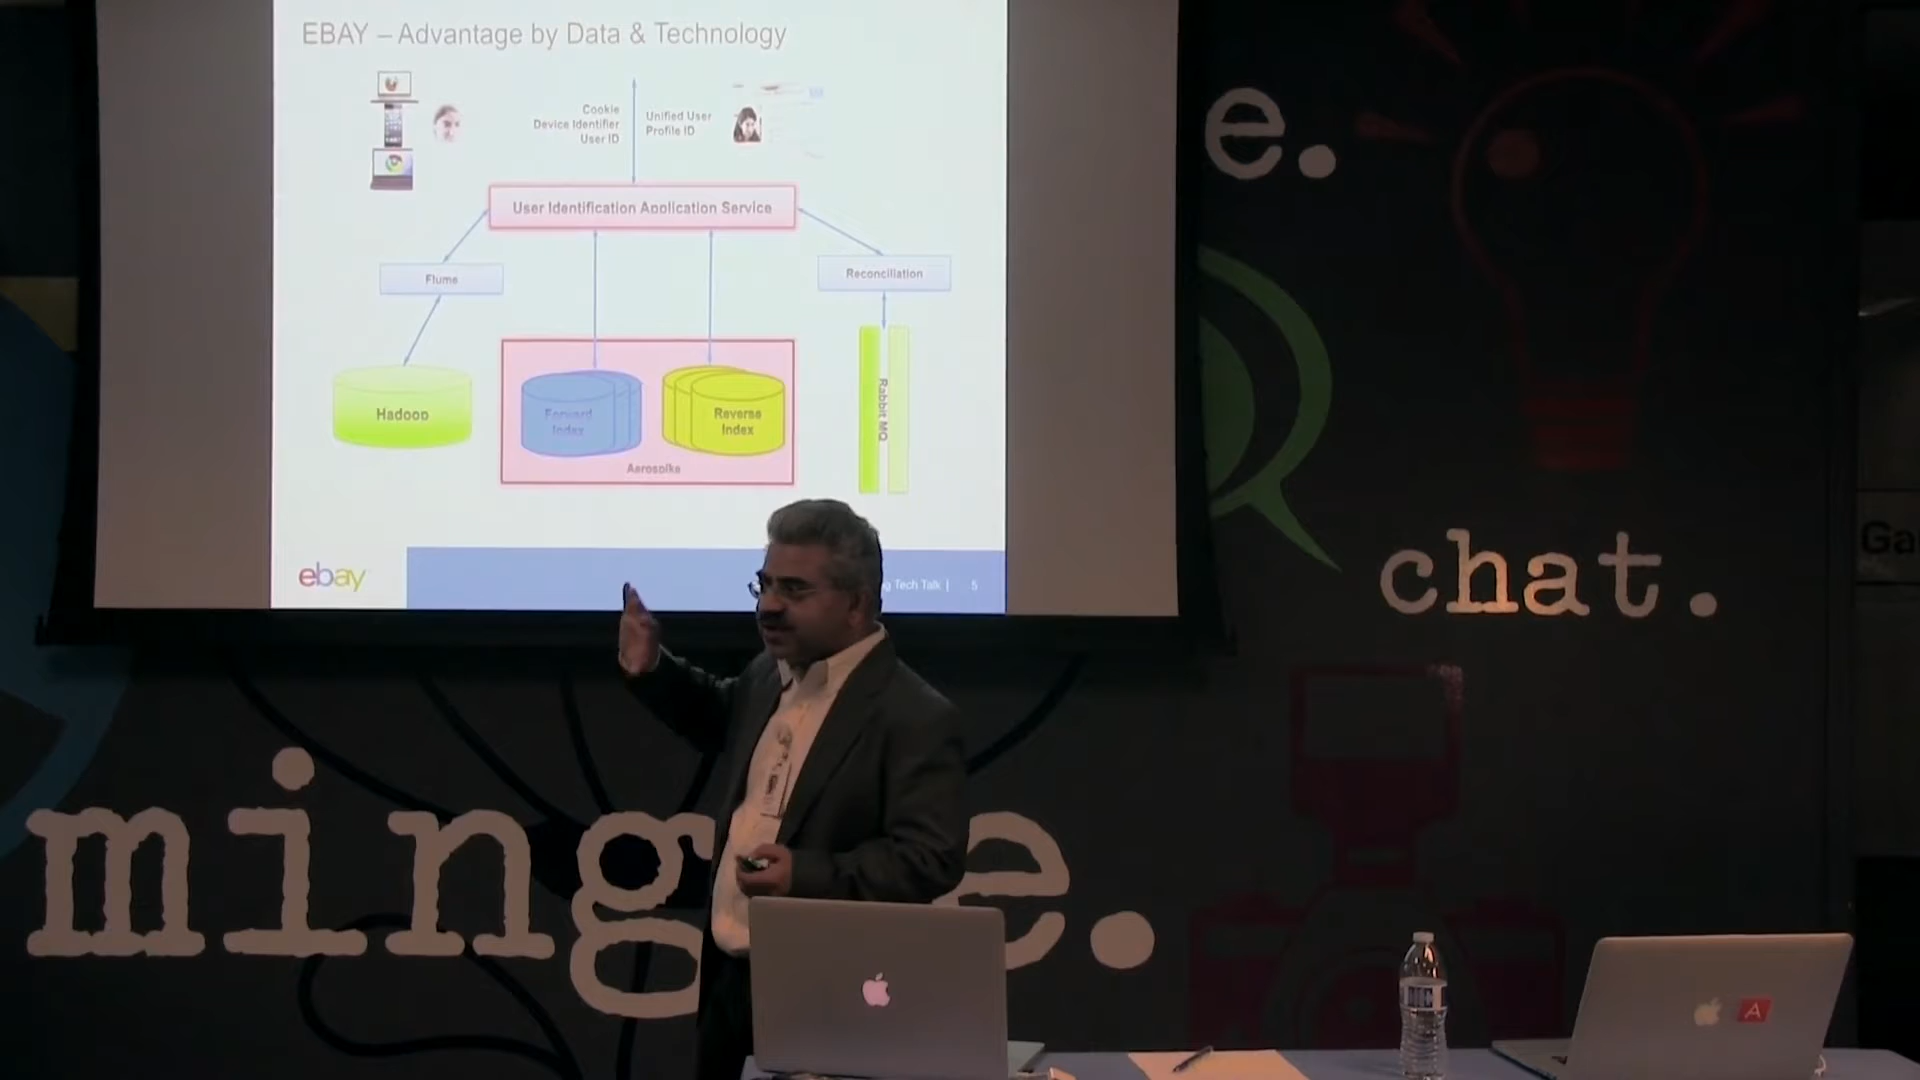 EBAY – Advantage by Data & Technology
Cookie
Device Identifier
User ID
Unified User
Profile ID
User Identification Application Service
Flume
Reconciliation
Hadoop
Forward
Index
Reverse
Index
Aerospike
Rabbit MQ
ebay
Tech Talk | 5
e.
chat.
Ga
ming e.
A